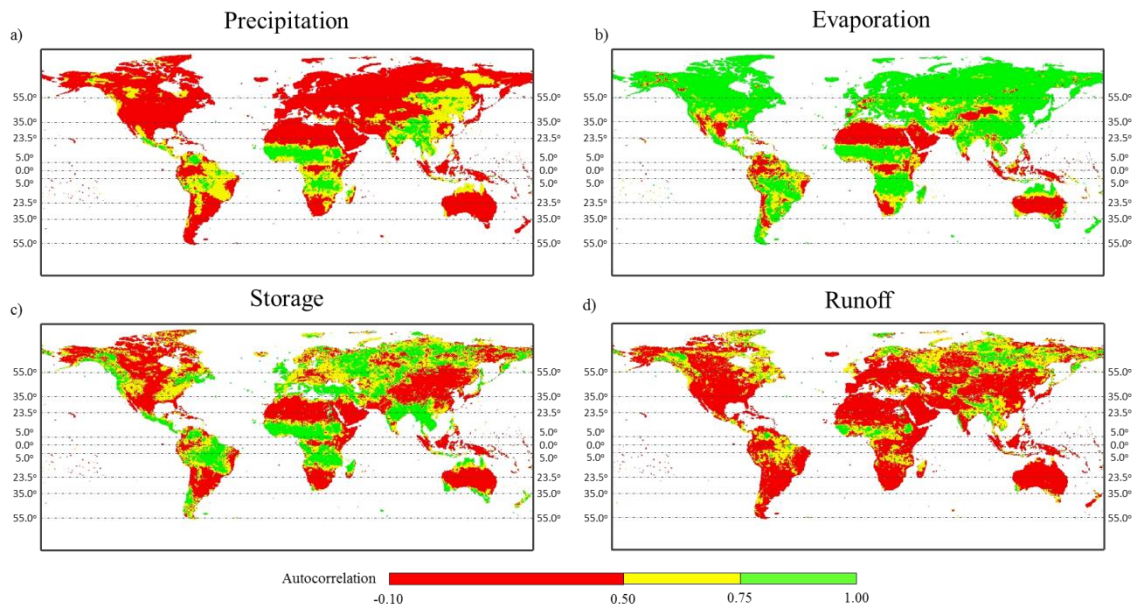 Precipitation
Evaporation
a)
b)
55.0° 55.0° 55.0° 55.0°
35.0° 35.0° 35.0° 35.0°
23.5° 23.5° 23.5° 23.5°
5.0° 5.0° 5.0° 5.0°
0.0° 0.0° 0.0° 0.0°
5.0° 5.0° 5.0° 5.0°
23.5° 23.5° 23.5° 23.5°
35.0° 35.0° 35.0° 35.0°
55.0° 55.0° 55.0° 55.0°
Storage
Runoff
c)
d)
55.0° 55.0° 55.0° 55.0°
35.0° 35.0° 35.0° 35.0°
23.5° 23.5° 23.5° 23.5°
5.0° 5.0° 5.0° 5.0°
0.0° 0.0° 0.0° 0.0°
5.0° 5.0° 5.0° 5.0°
23.5° 23.5° 23.5° 23.5°
35.0° 35.0° 35.0° 35.0°
55.0° 55.0° 55.0° 55.0°
Autocorrelation
-0.10 0.50 0.75 1.00